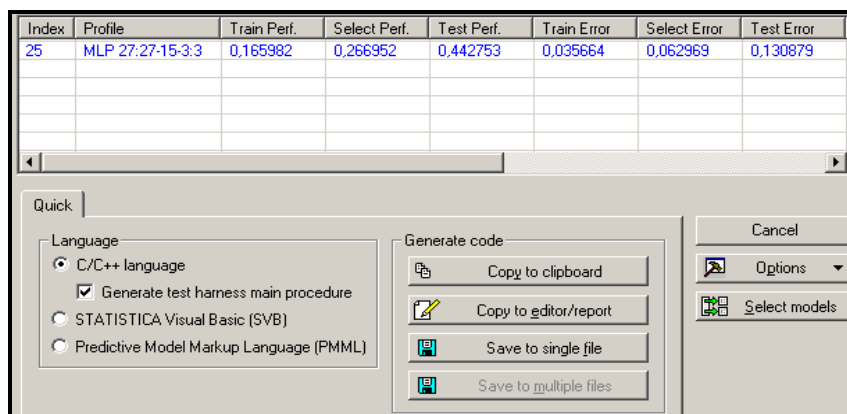 Index Profile Train Perf. Select Perf. Test Perf. Train Error Select Error Test Error
25 MLP 27:27-15-3:3 0,165982 0,266952 0,442753 0,035664 0,062969 0,130879
Quick
Language
C/C++ language
Generate test harness main procedure
STATISTICA Visual Basic (SVB)
Predictive Model Markup Language (PMML)
Generate code
Copy to clipboard
Copy to editor/report
Save to single file
Save to multiple files
Cancel
Options
Select models